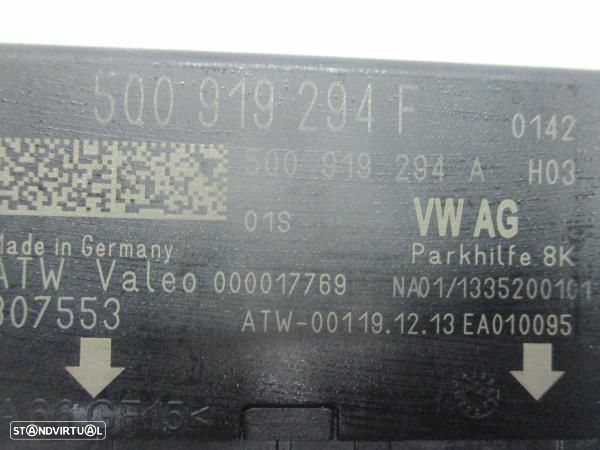 5Q0 919 294 F
0142
5Q0 919 294 A H03
01S
VW AG
Made in Germany
Parkhilfe 8K
ATW Valeo 000017769
NA01/1335200101
307553
ATW-00119.12.13 EA010095
GF15<
STANDVIRTUAL